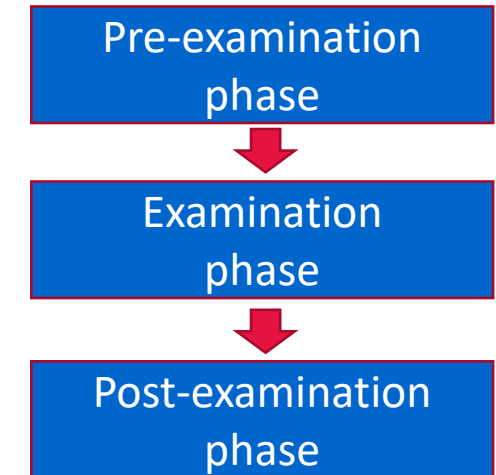 Pre-examination
phase
Examination
phase
Post-examination
phase